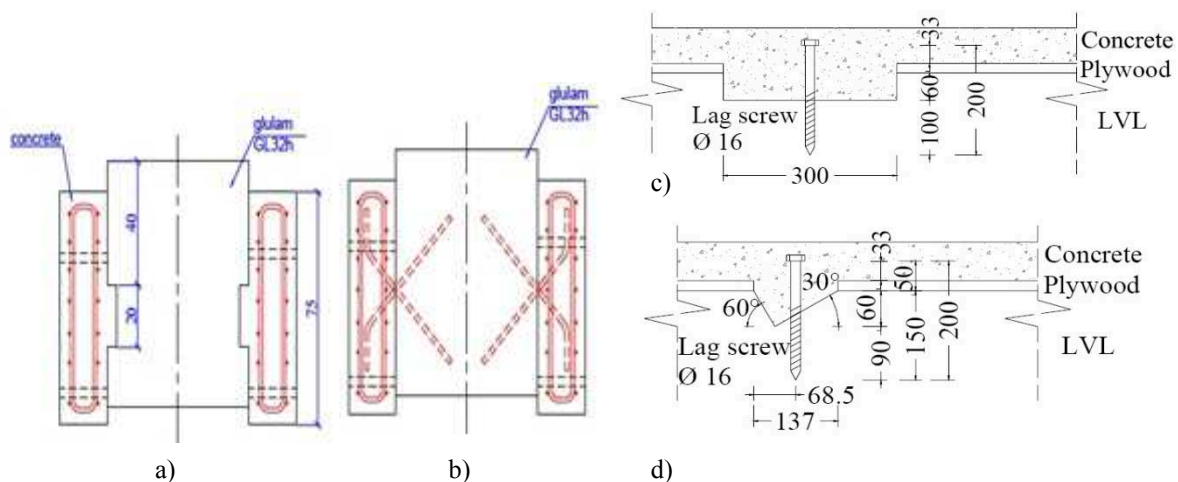 concrete
glulam
GL32h
40
20
75
a)
glulam
GL32h
b)
33
Concrete
Plywood
60
200
LVL
100
Lag screw
Ø 16
300
c)
33
Concrete
50
Plywood
30°
60°
60
150
200
LVL
90
Lag screw
Ø 16
68.5
137
d)